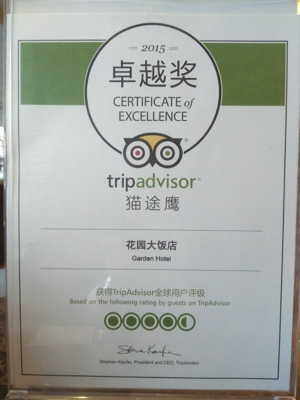 2015
卓越奖
CERTIFICATE of
EXCELLENCE
tripadvisor®
猫途鹰
花园大饭店
Garden Hotel
获得TripAdvisor全球用户评级
Based on the following rating by guests on TripAdvisor
Stephen Kaufer, President and CEO, TripAdvisor